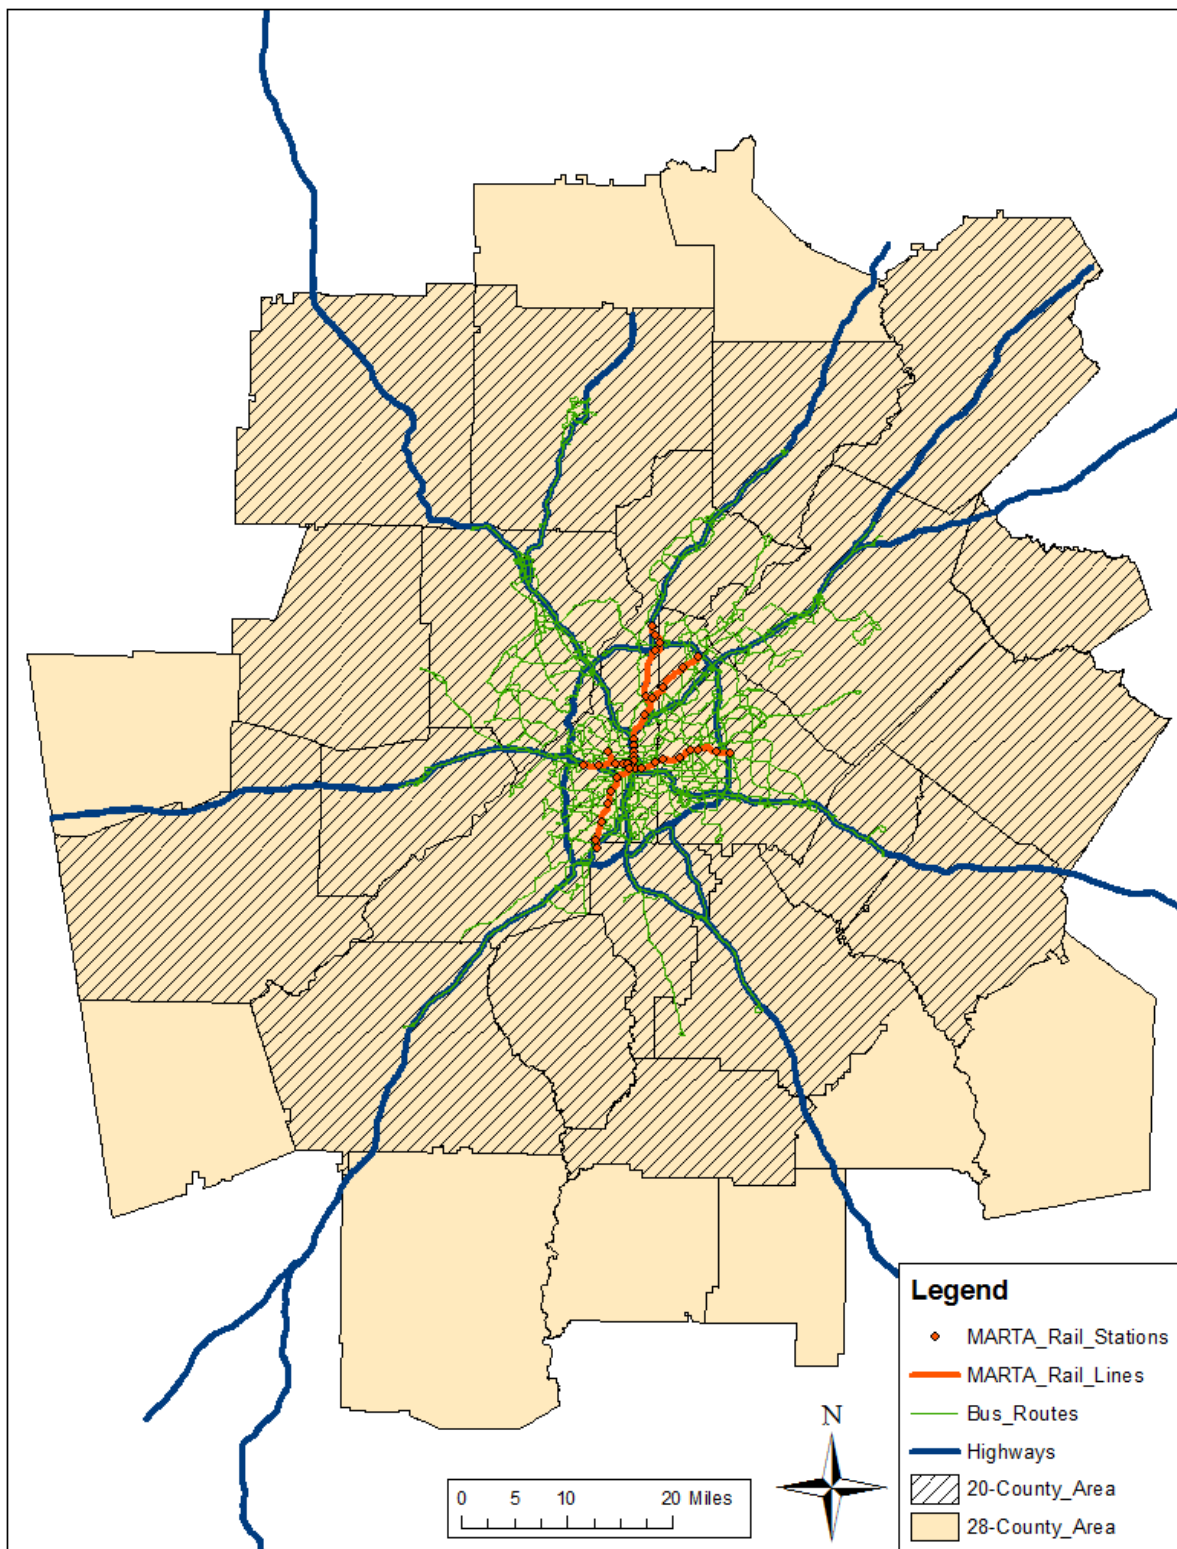 Legend
MARTA_Rail_Stations
MARTA_Rail_Lines
Bus_Routes
Highways
20-County_Area
28-County_Area
N
0 5 10 20 Miles